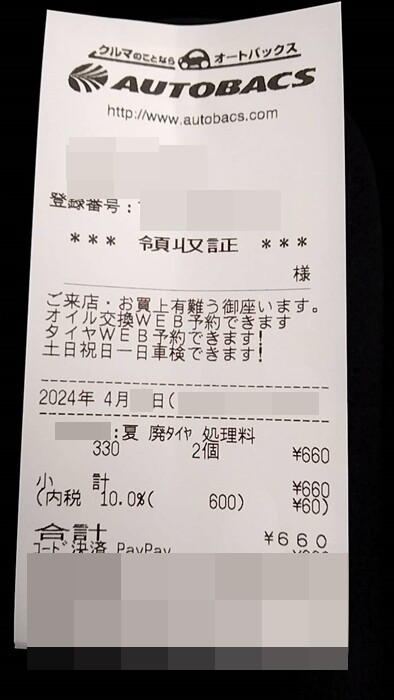 クルマのことなら オートバックス
AUTOBACS
http://www.autobacs.com
登録番号:
*** 領収証 ***
様
ご来店・お買上有難う御座います。
オイル交換WEB予約できます
タイヤWEB予約できます!
土日祝日一日車検できます!
2024年 4月 日(
:夏 廃タイヤ 処理料
330 2個 ¥660
小 計 ¥660
(内税 10.0%( 600) ¥60)
合計 ¥660
コード決済 PayPay